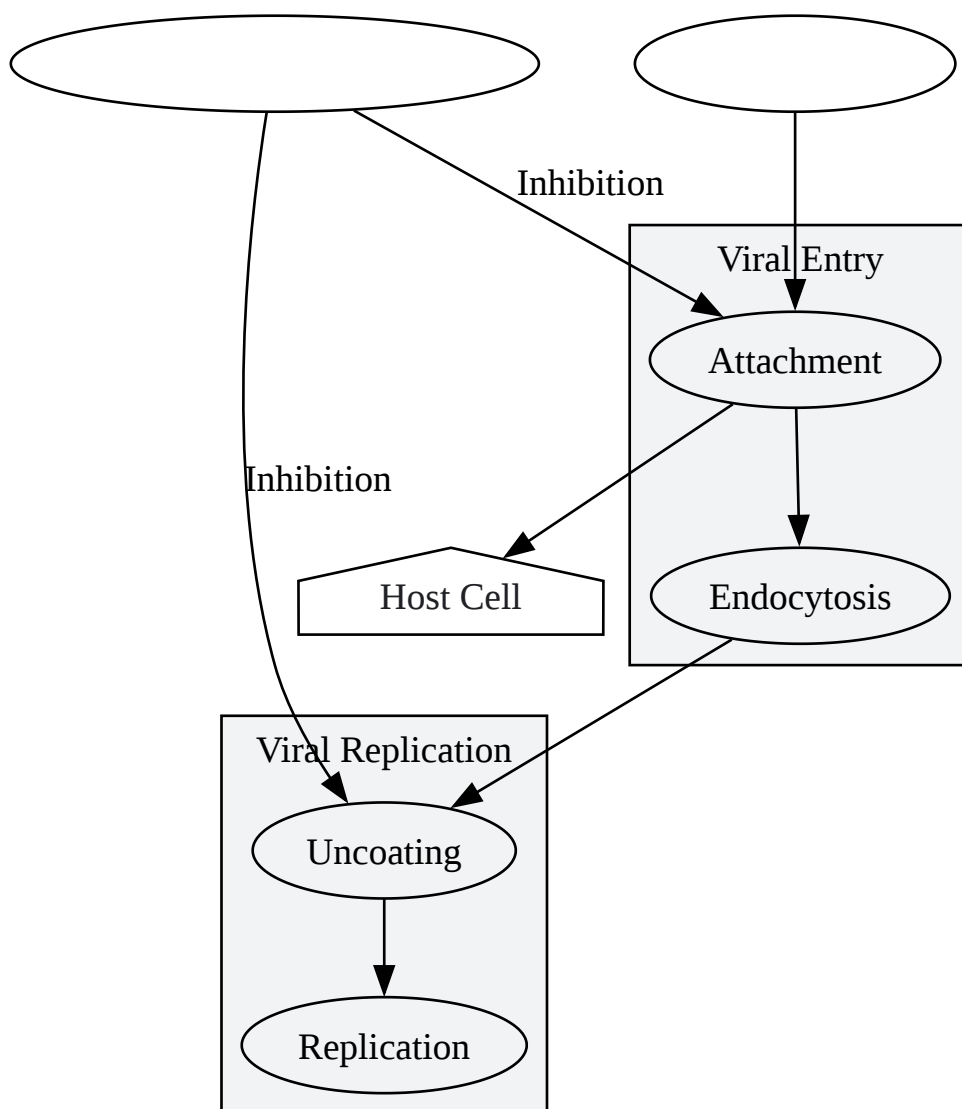 Inhibition
Viral Entry
Attachment
Inhibition
Host Cell
Endocytosis
Viral Replication
Uncoating
Replication